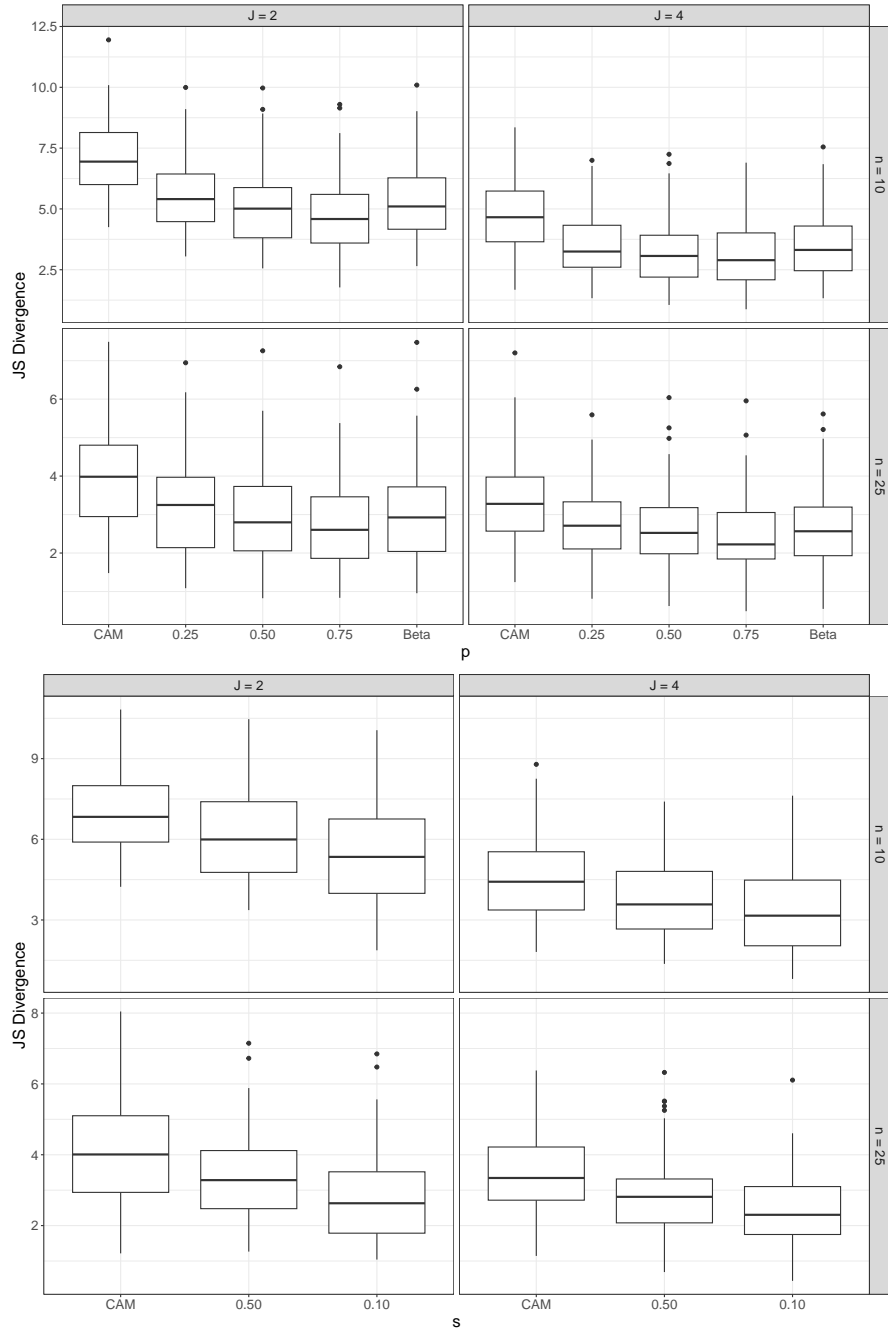 J = 2
J = 4
12.5
10.0
7.5
5.0
2.5
n = 10
JS Divergence
6
4
2
n = 25
CAM
0.25
0.50
0.75
Beta
CAM
0.25
0.50
0.75
Beta
p
J = 2
J = 4
9
6
3
n = 10
JS Divergence
8
6
4
2
n = 25
CAM
0.50
0.10
CAM
0.50
0.10
s